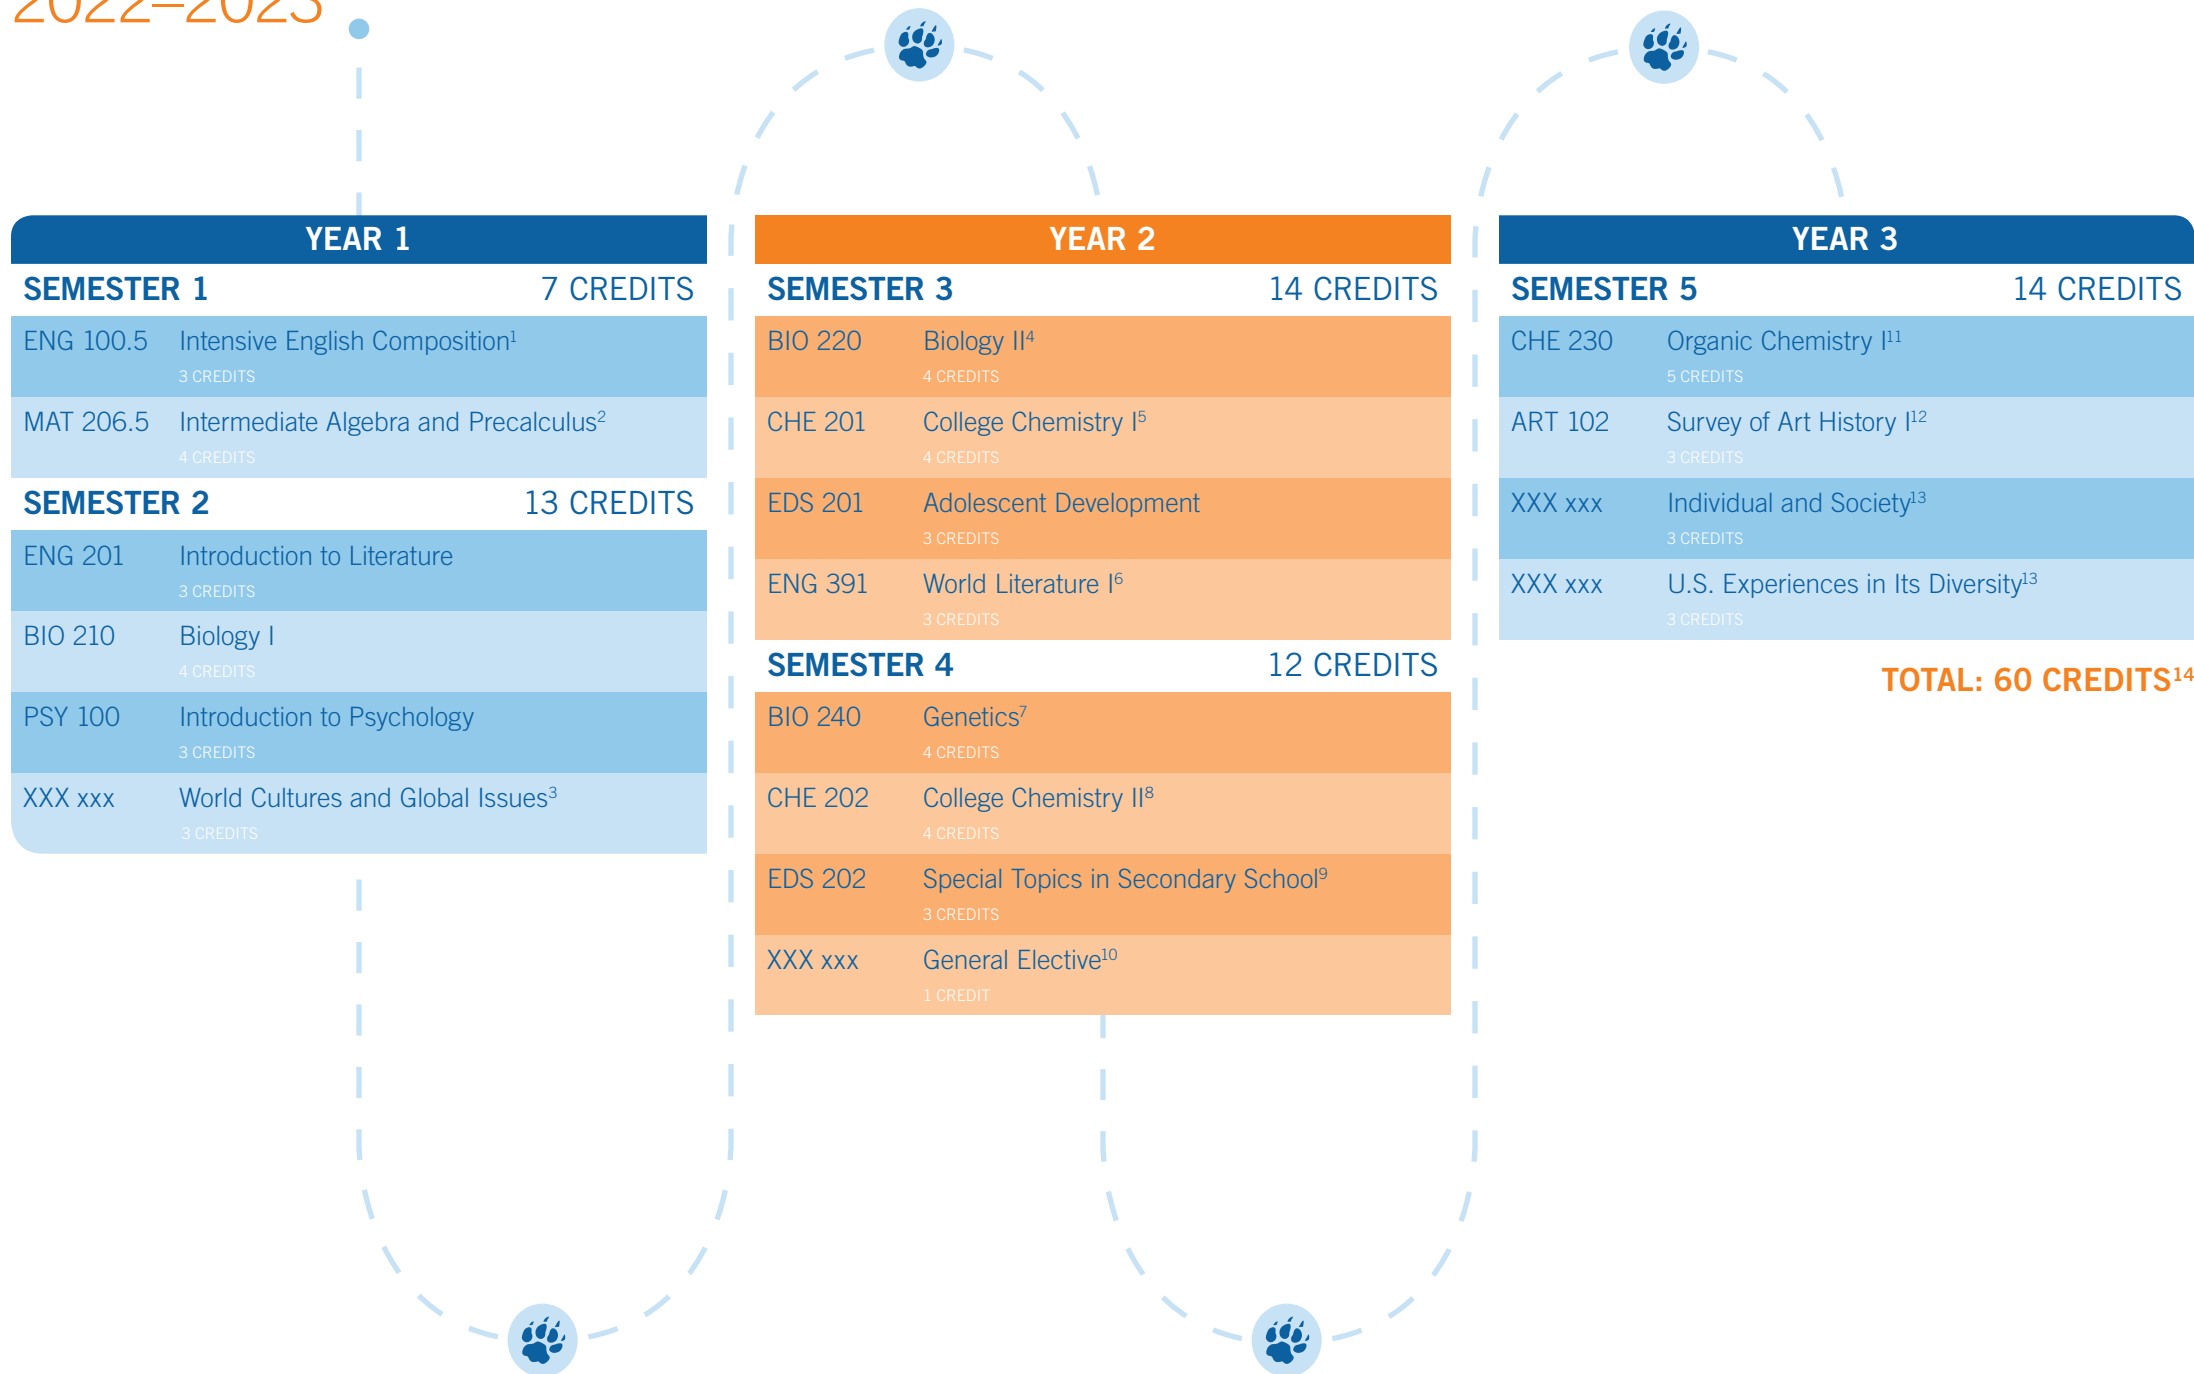 2022–2023
YEAR 1
SEMESTER 1 7 CREDITS
ENG 100.5 Intensive English Composition¹
3 CREDITS
MAT 206.5 Intermediate Algebra and Precalculus²
4 CREDITS
SEMESTER 2 13 CREDITS
ENG 201 Introduction to Literature
3 CREDITS
BIO 210 Biology I
4 CREDITS
PSY 100 Introduction to Psychology
3 CREDITS
XXX xxx World Cultures and Global Issues³
3 CREDITS
YEAR 2
SEMESTER 3 14 CREDITS
BIO 220 Biology II⁴
4 CREDITS
CHE 201 College Chemistry I⁵
4 CREDITS
EDS 201 Adolescent Development
3 CREDITS
ENG 391 World Literature I⁶
3 CREDITS
SEMESTER 4 12 CREDITS
BIO 240 Genetics⁷
4 CREDITS
CHE 202 College Chemistry II⁸
4 CREDITS
EDS 202 Special Topics in Secondary School⁹
3 CREDITS
XXX xxx General Elective¹⁰
1 CREDIT
YEAR 3
SEMESTER 5 14 CREDITS
CHE 230 Organic Chemistry I¹¹
5 CREDITS
ART 102 Survey of Art History I¹²
3 CREDITS
XXX xxx Individual and Society¹³
3 CREDITS
XXX xxx U.S. Experiences in Its Diversity¹³
3 CREDITS
TOTAL: 60 CREDITS¹⁴